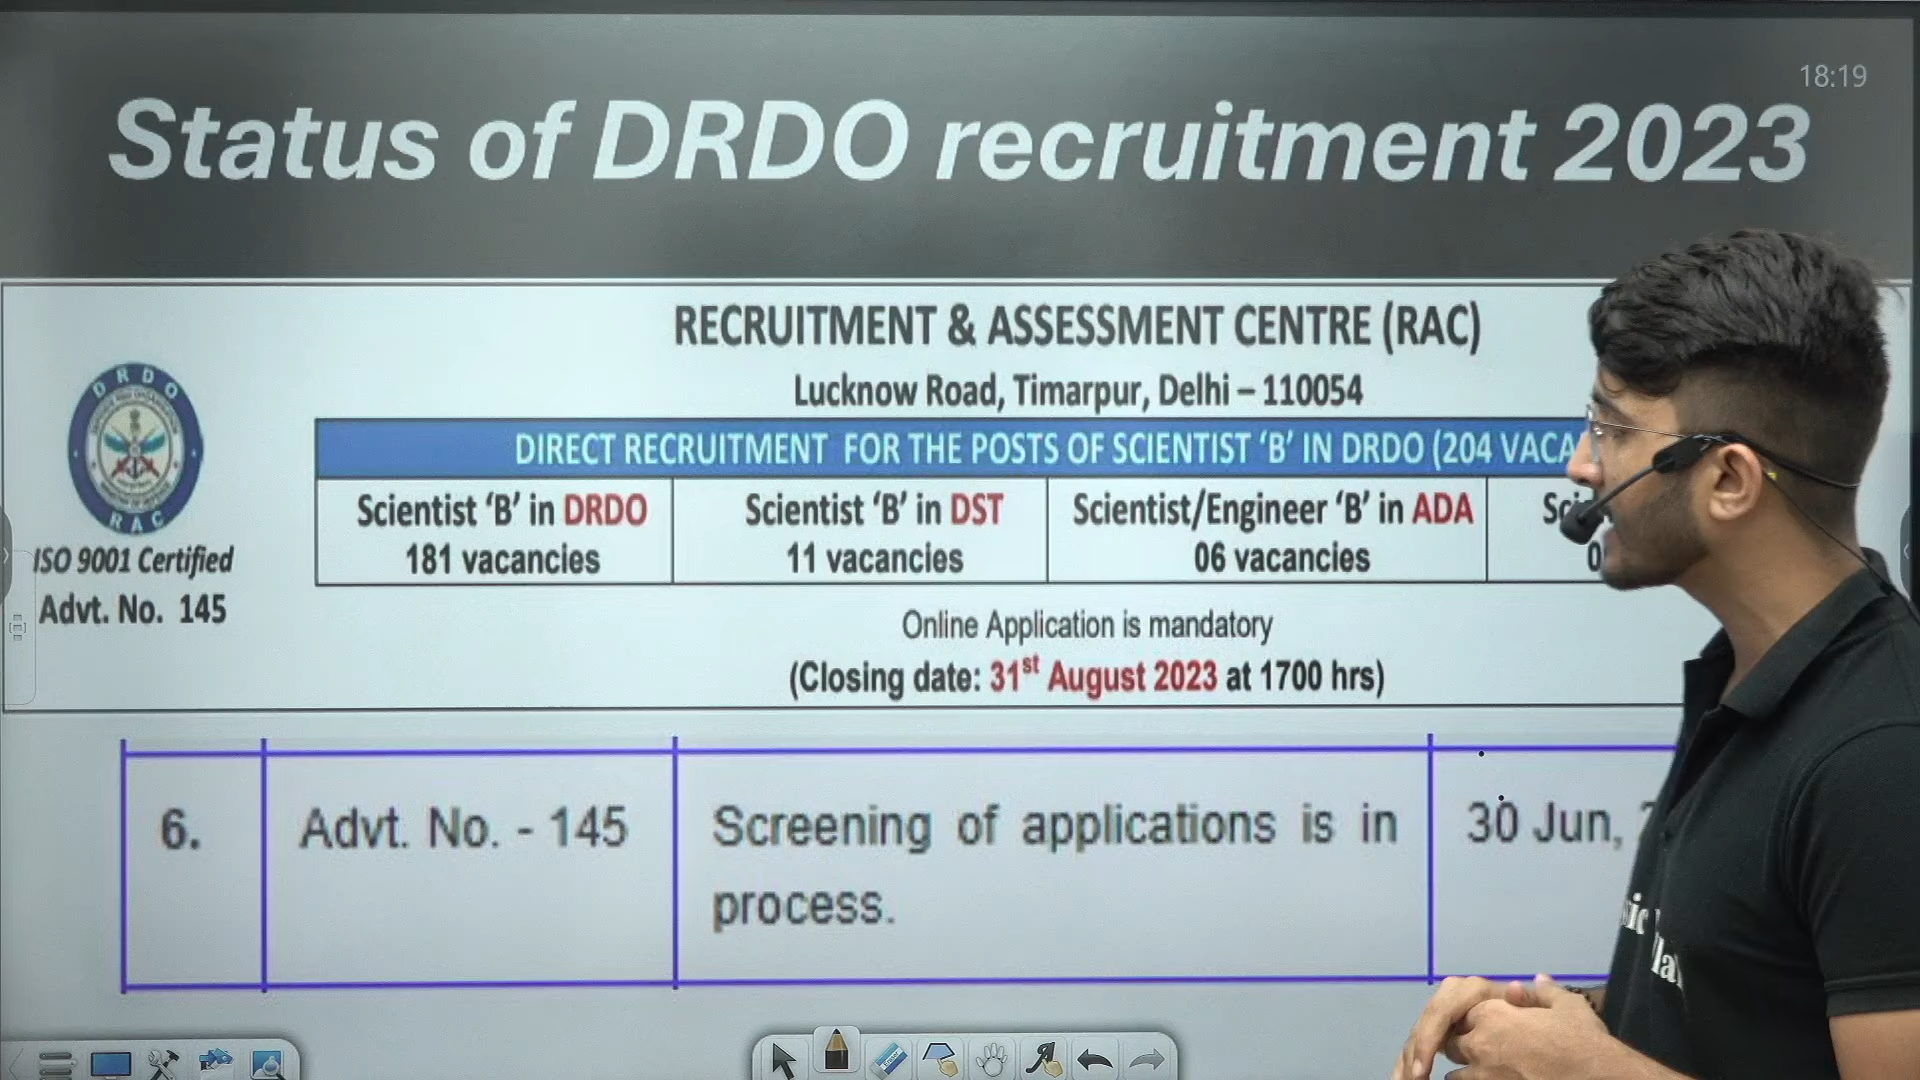 18:19
Status of DRDO recruitment 2023
RECRUITMENT & ASSESSMENT CENTRE (RAC)
Lucknow Road, Timarpur, Delhi – 110054
DRDO
RAC
ISO 9001 Certified
Advt. No. 145
DIRECT RECRUITMENT FOR THE POSTS OF SCIENTIST ‘B’ IN DRDO (204
Scientist ‘B’ in DRDO
181 vacancies
Scientist ‘B’ in DST
11 vacancies
Scientist/Engineer ‘B’ in ADA
06 vacancies
Online Application is mandatory
(Closing date: 31st August 2023 at 1700 hrs)
6.
Advt. No. - 145
Screening of applications is in
process.
30 Jun,